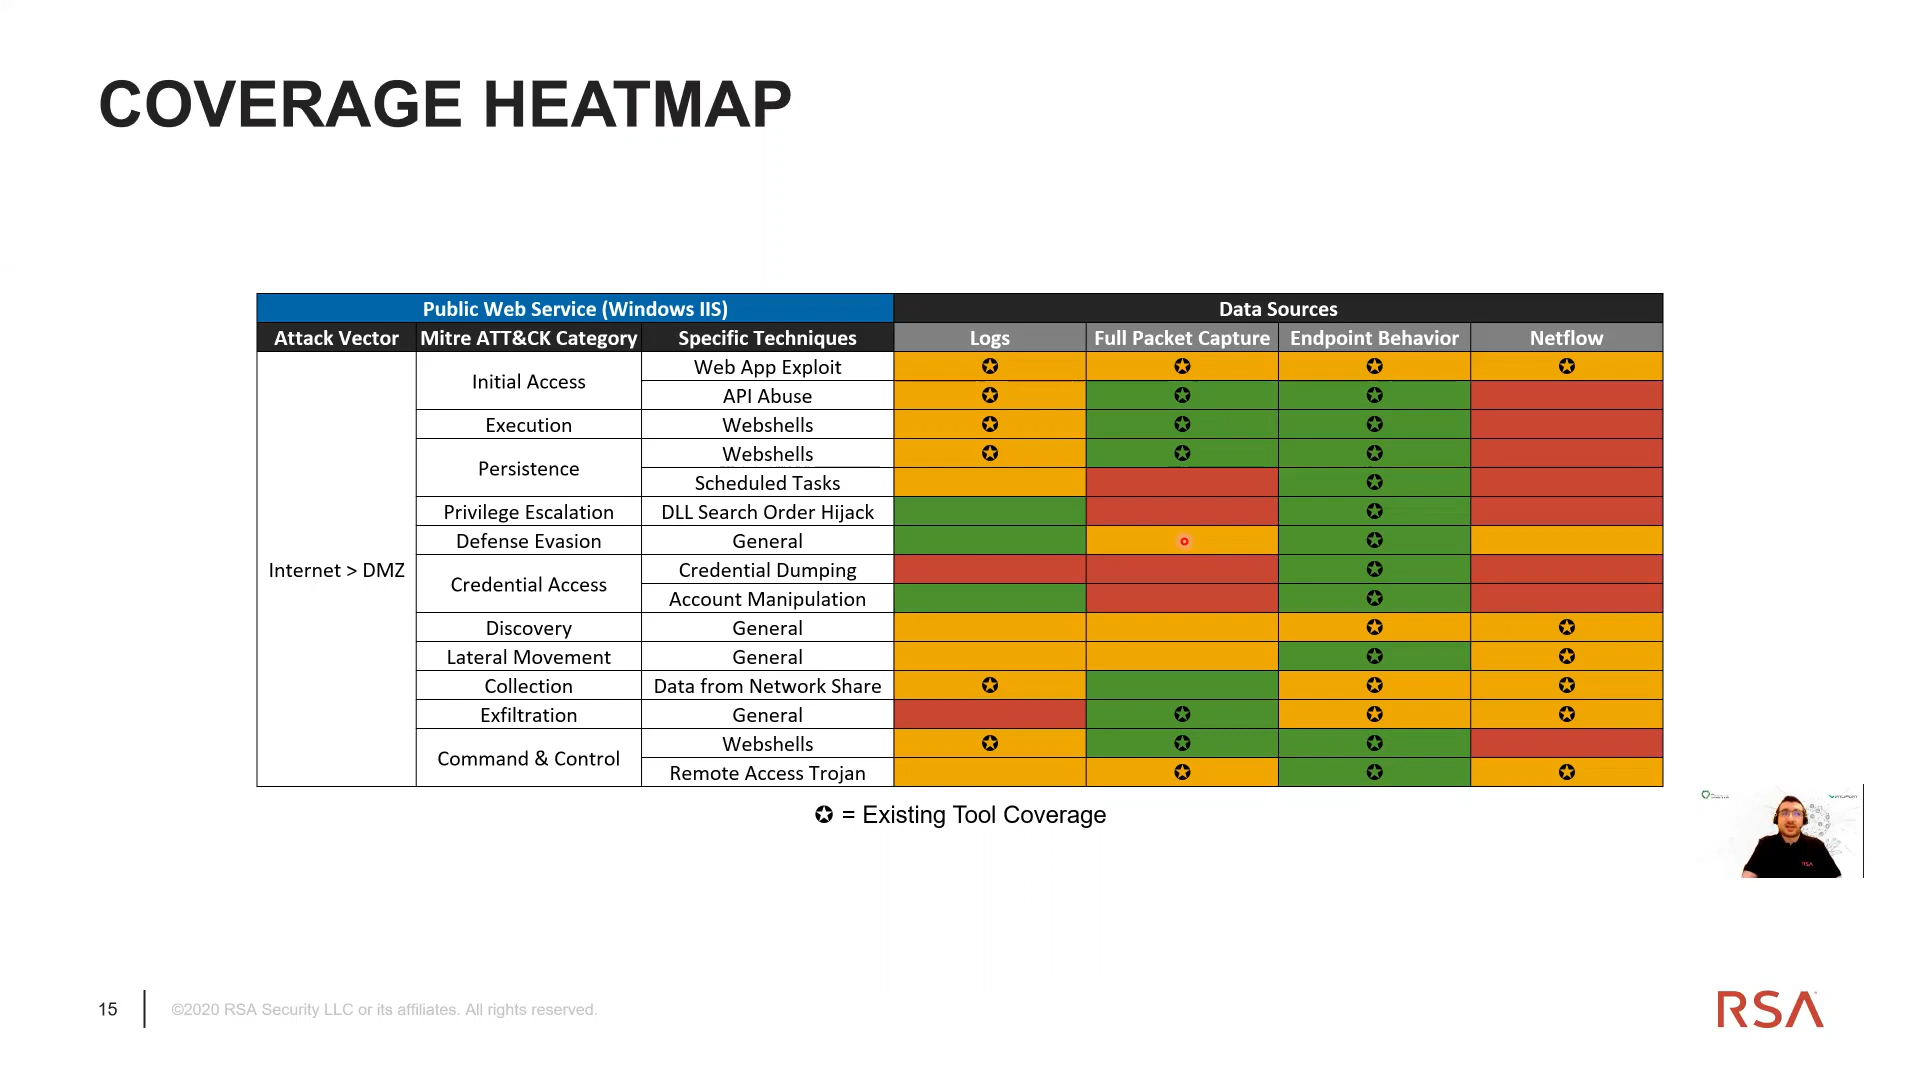 COVERAGE HEATMAP
Public Web Service (Windows IIS) Data Sources
Attack Vector Mitre ATT&CK Category Specific Techniques Logs Full Packet Capture Endpoint Behavior Netflow
Internet > DMZ
Initial Access
Web App Exploit
API Abuse
Execution
Webshells
Persistence
Webshells
Scheduled Tasks
Privilege Escalation
DLL Search Order Hijack
Defense Evasion
General
Credential Access
Credential Dumping
Account Manipulation
Discovery
General
Lateral Movement
General
Collection
Data from Network Share
Exfiltration
General
Command & Control
Webshells
Remote Access Trojan
✪ = Existing Tool Coverage
15
©2020 RSA Security LLC or its affiliates. All rights reserved.
RSA